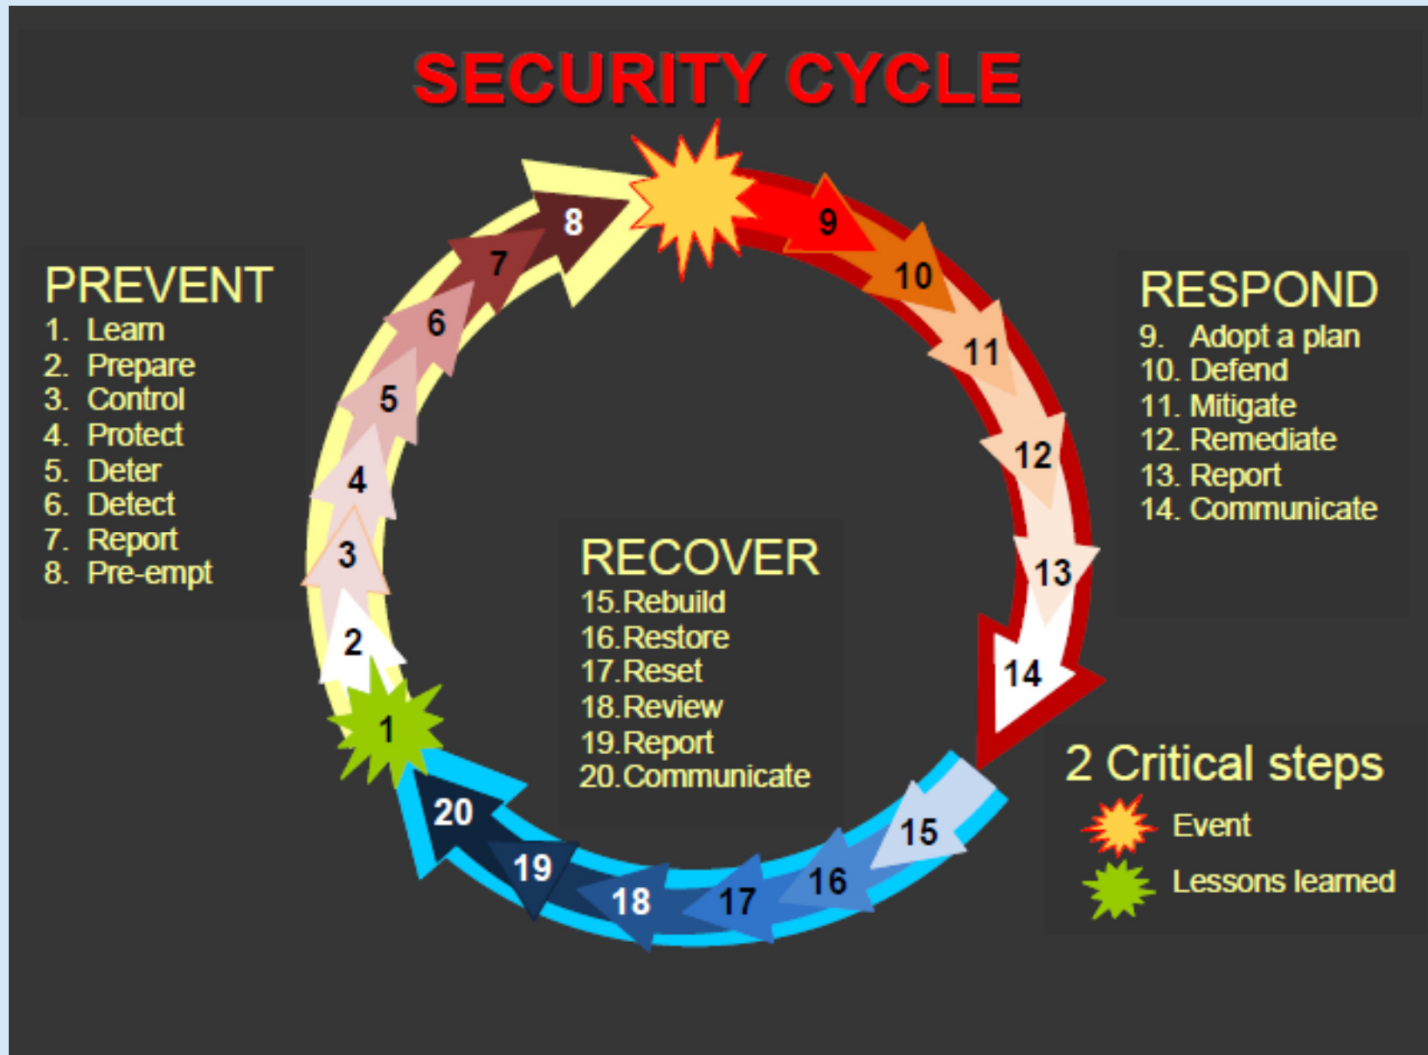 SECURITY CYCLE
PREVENT
1. Learn
2. Prepare
3. Control
4. Protect
5. Deter
6. Detect
7. Report
8. Pre-empt
RESPOND
9. Adopt a plan
10. Defend
11. Mitigate
12. Remediate
13. Report
14. Communicate
RECOVER
15.Rebuild
16.Restore
17.Reset
18.Review
19.Report
20.Communicate
2 Critical steps
Event
Lessons learned
1
2
3
4
5
6
7
8
9
10
11
12
13
14
15
16
17
18
19
20